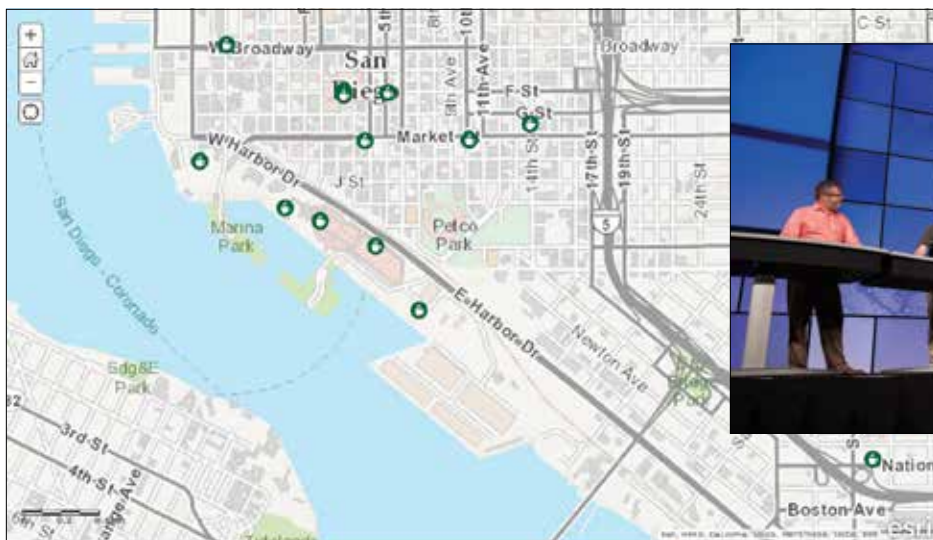 C St
W Broadway
Broadway
5th
8th
10th
San
Diego
9th Ave
11th Ave
F St
G St
Market St
14th St
17th St
19th St
24th St
W Harbor Dr
J St
Marina
Park
Petco
Park
5
San Diego - Coronado
E Harbor Dr
Newton Ave
Sdg&E
Park
Park
3rd St
4th St
Nation
Boston Ave
esri